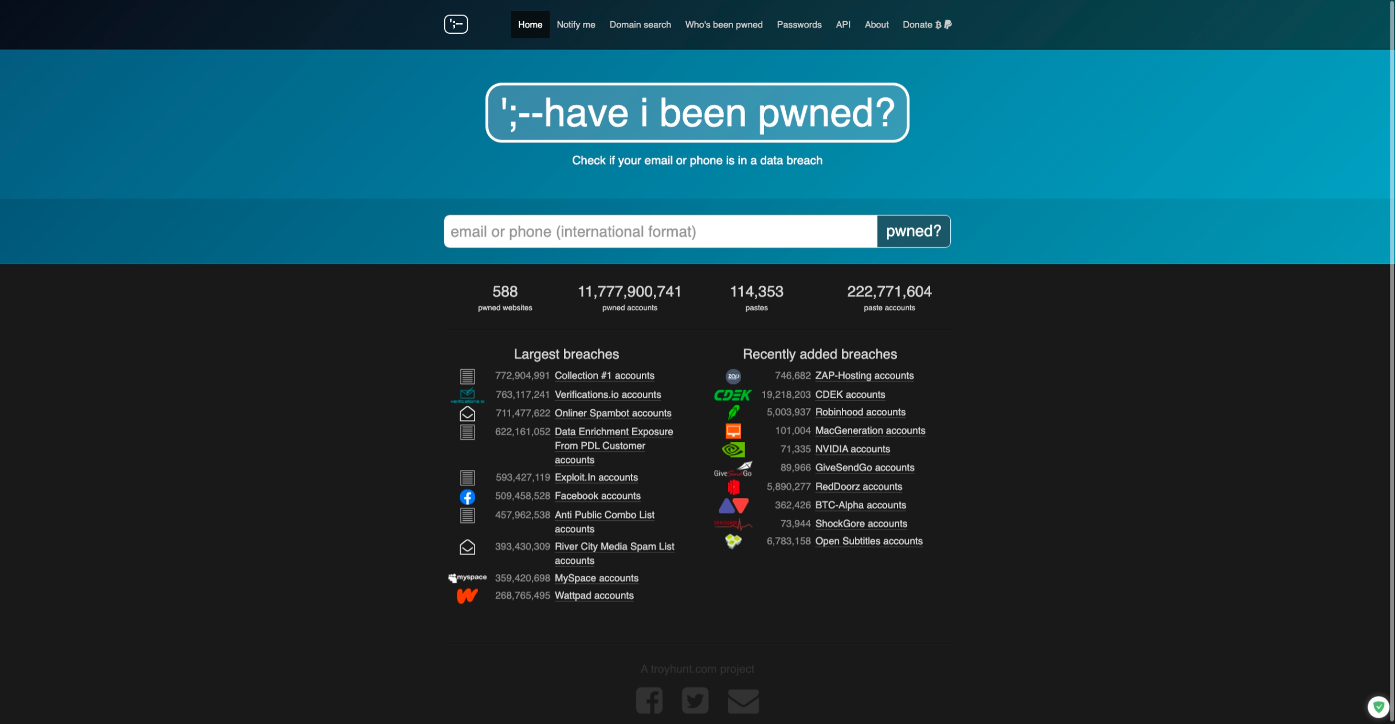 ';--
Home Notify me Domain search Who's been pwned Passwords API About Donate
';--have i been pwned?
Check if your email or phone is in a data breach
email or phone (international format) pwned?
588 11,777,900,741 114,353 222,771,604
pwned websites pwned accounts pastes paste accounts
Largest breaches
772,904,991 Collection #1 accounts
verifications.io 763,117,241 Verifications.io accounts
711,477,622 Onliner Spambot accounts
622,161,052 Data Enrichment Exposure
From PDL Customer
accounts
593,427,119 Exploit.In accounts
509,458,528 Facebook accounts
457,962,538 Anti Public Combo List
accounts
393,430,309 River City Media Spam List
accounts
myspace 359,420,698 MySpace accounts
268,765,495 Wattpad accounts
Recently added breaches
zap 746,682 ZAP-Hosting accounts
CDEK 19,218,203 CDEK accounts
5,003,937 Robinhood accounts
101,004 MacGeneration accounts
71,335 NVIDIA accounts
GiveSendGo 89,966 GiveSendGo accounts
5,890,277 RedDoorz accounts
362,426 BTC-Alpha accounts
73,944 ShockGore accounts
6,783,158 Open Subtitles accounts
A troyhunt.com project